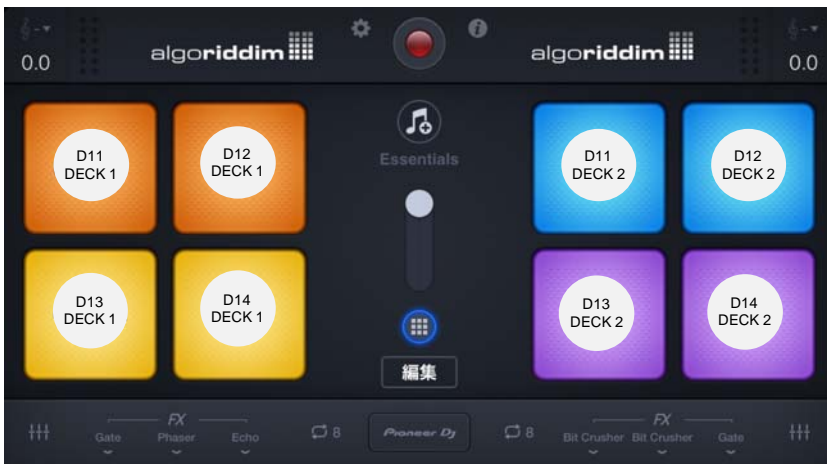 0.0
algoriddim
algoriddim
0.0
D11
DECK 1
D12
DECK 1
Essentials
D11
DECK 2
D12
DECK 2
D13
DECK 1
D14
DECK 1
D13
DECK 2
D14
DECK 2
編集
FX
Gate Phaser Echo
8
Pioneer Dj
8
FX
Bit Crusher Bit Crusher Gate